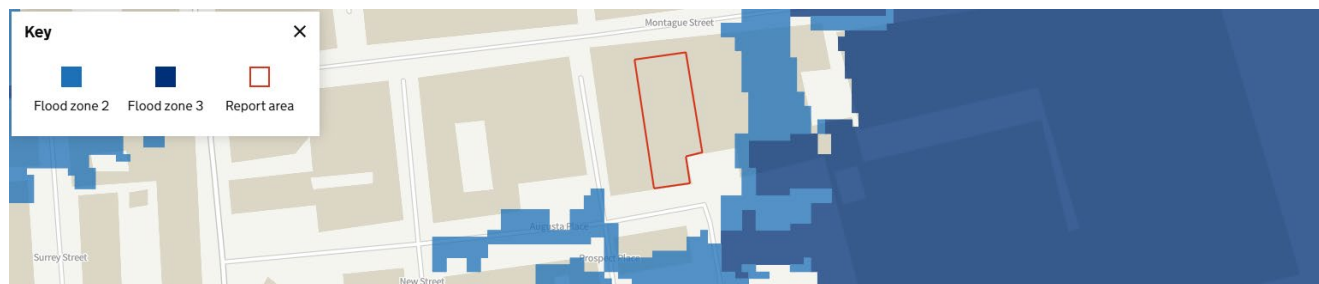 Key
Flood zone 2 Flood zone 3 Report area
Montague Street
Augusta Place
Surrey Street
Prospect Place
New Street